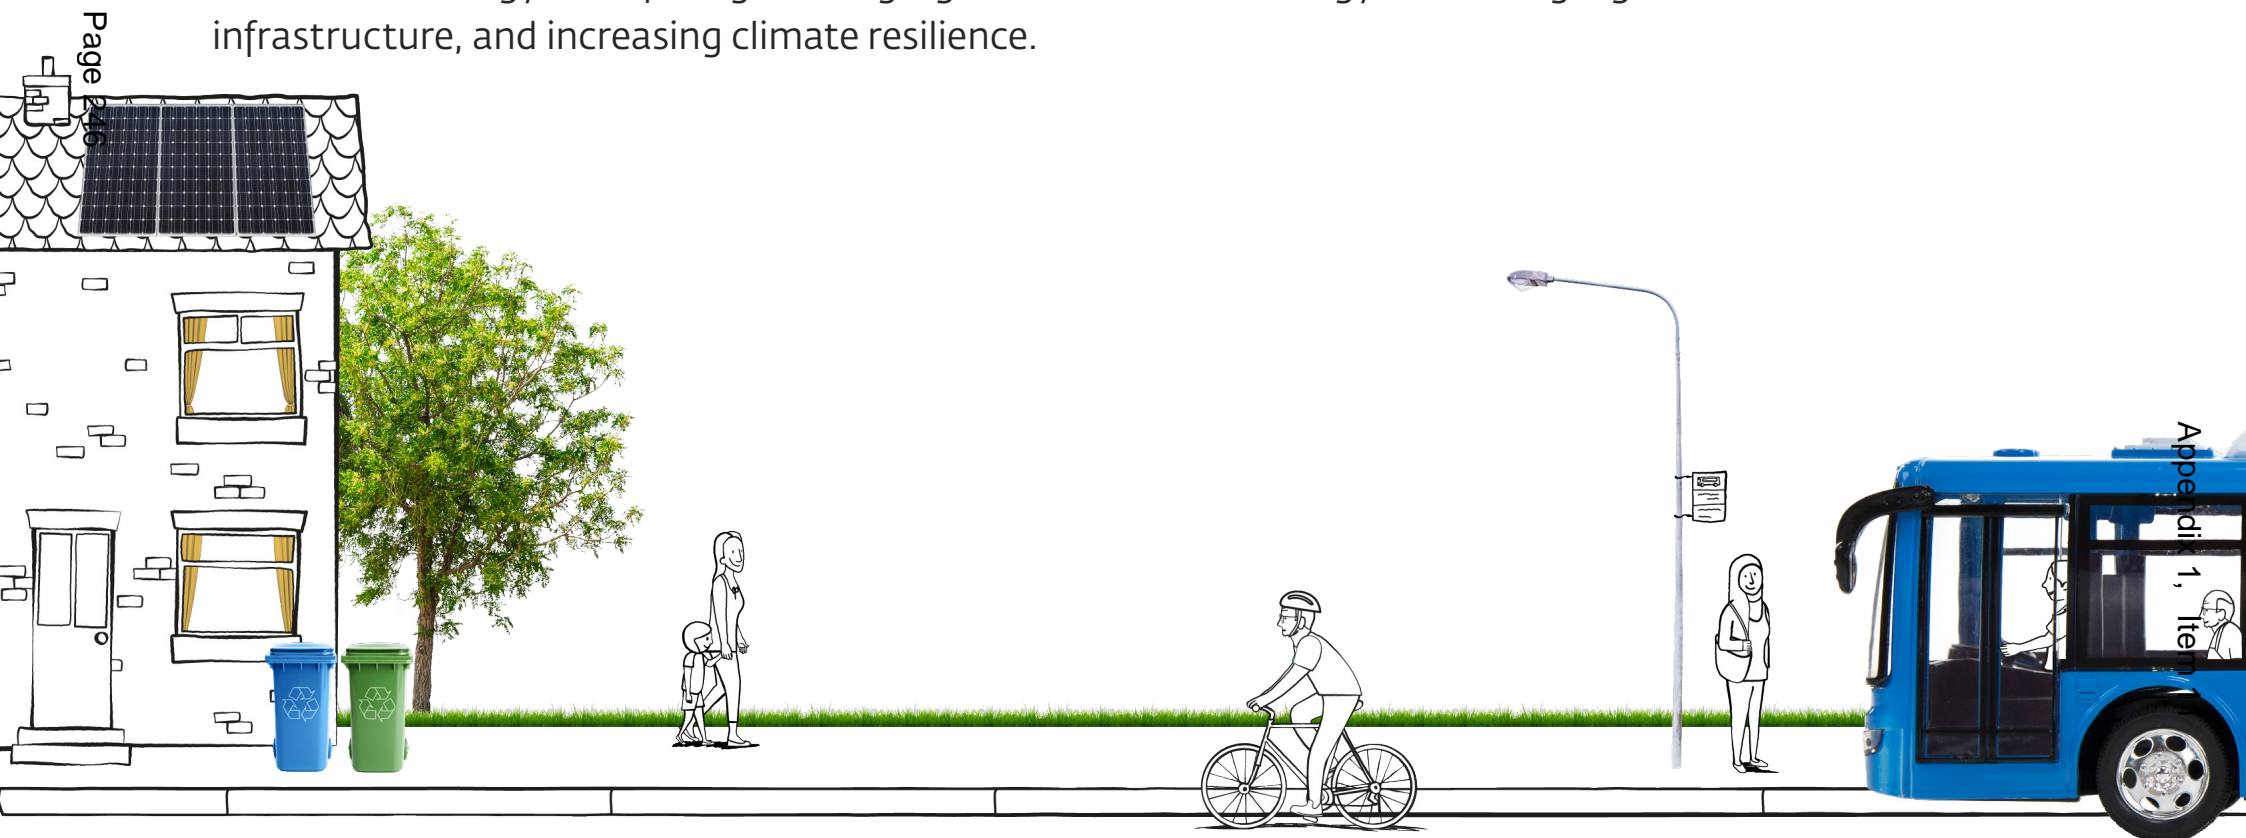 infrastructure, and increasing climate resilience.
Page 246
Appendix 1, Item